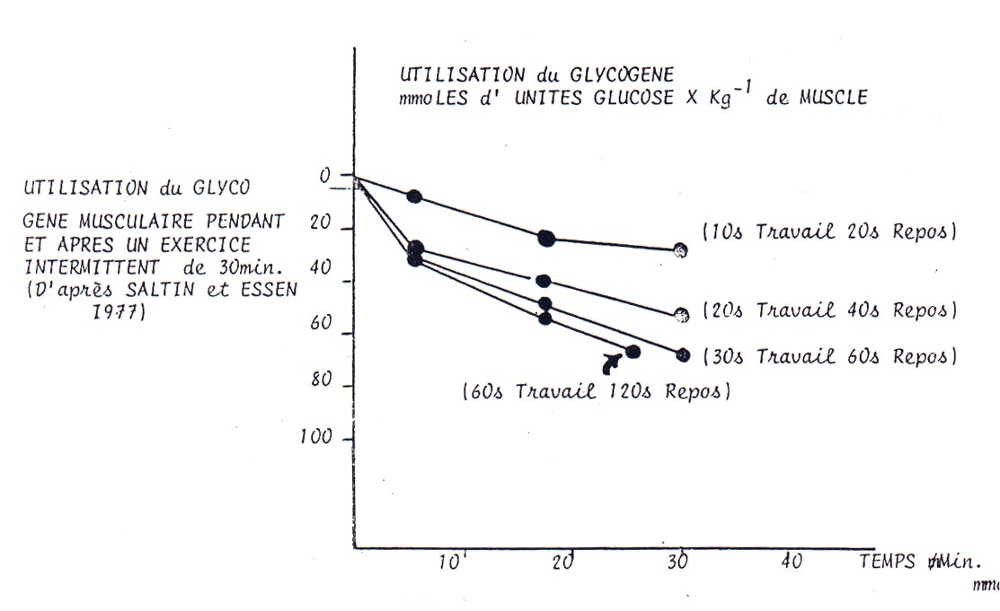 UTILISATION du GLYCOGENE
mmoLES d' UNITES GLUCOSE X Kg⁻¹ de MUSCLE
UTILISATION du GLYCO
GENE MUSCULAIRE PENDANT
ET APRES UN EXERCICE
INTERMITTENT de 30min.
(D'après SALTIN et ESSEN
1977)
0
20
40
60
80
100
(10s Travail 20s Repos)
(20s Travail 40s Repos)
(30s Travail 60s Repos)
(60s Travail 120s Repos)
10
20
30
40
TEMPS Min.